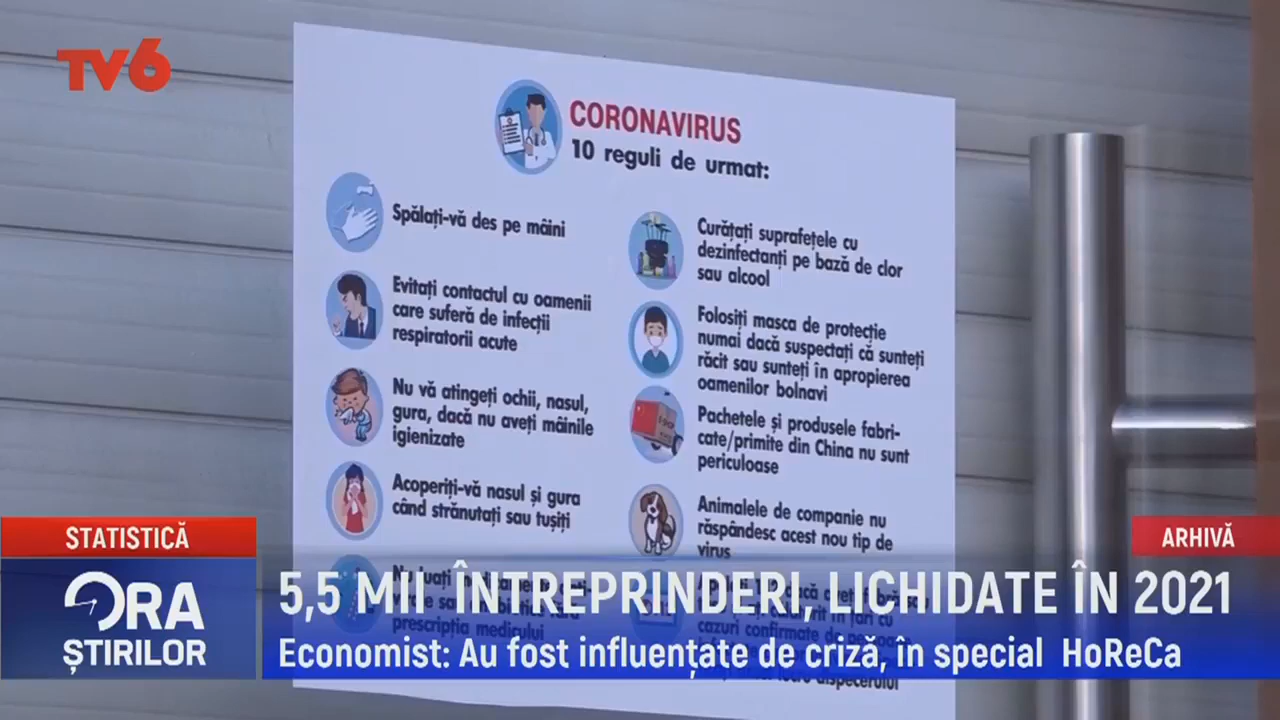 TV6
CORONAVIRUS
10 reguli de urmat:
Spălați-vă des pe mâini
Evitați contactul cu oamenii
care suferă de infecții
respiratorii acute
Nu vă atingeți ochii, nasul,
gura, dacă nu aveți mâinile
igienizate
Acoperiți-vă nasul și gura
când strănutați sau tușiți
prescripția medicului
Curățați suprafețele cu
dezinfectanți pe bază de clor
sau alcool
Folosiți masca de protecție
numai dacă suspectați că sunteți
răcit sau sunteți în apropierea
oamenilor bolnavi
Pachetele și produsele fabri-
cate/primite din China nu sunt
periculoase
Animalele de companie nu
răspândesc acest nou tip de
virus
cazuri confirmate de
dispecerului
STATISTICĂ
ARHIVĂ
ORA
ȘTIRILOR
5,5 MII ÎNTREPRINDERI, LICHIDATE ÎN 2021
Economist: Au fost influențate de criză, în special HoReCa